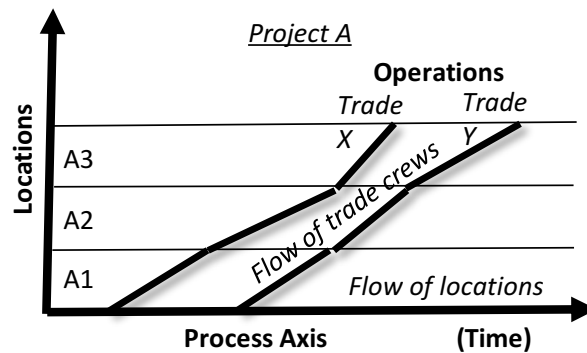 Project A
Operations
Trade Trade
X Y
A3
A2
A1
Locations
Flow of trade crews
Flow of locations
Process Axis (Time)